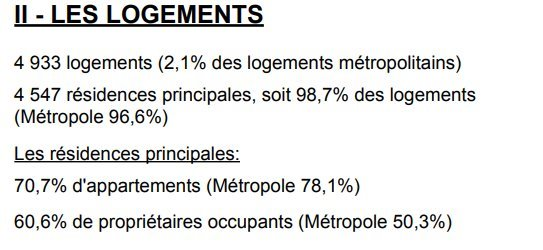 II - LES LOGEMENTS
4 933 logements (2,1% des logements métropolitains)
4 547 résidences principales, soit 98,7% des logements
(Métropole 96,6%)
Les résidences principales:
70,7% d'appartements (Métropole 78,1%)
60,6% de propriétaires occupants (Métropole 50,3%)